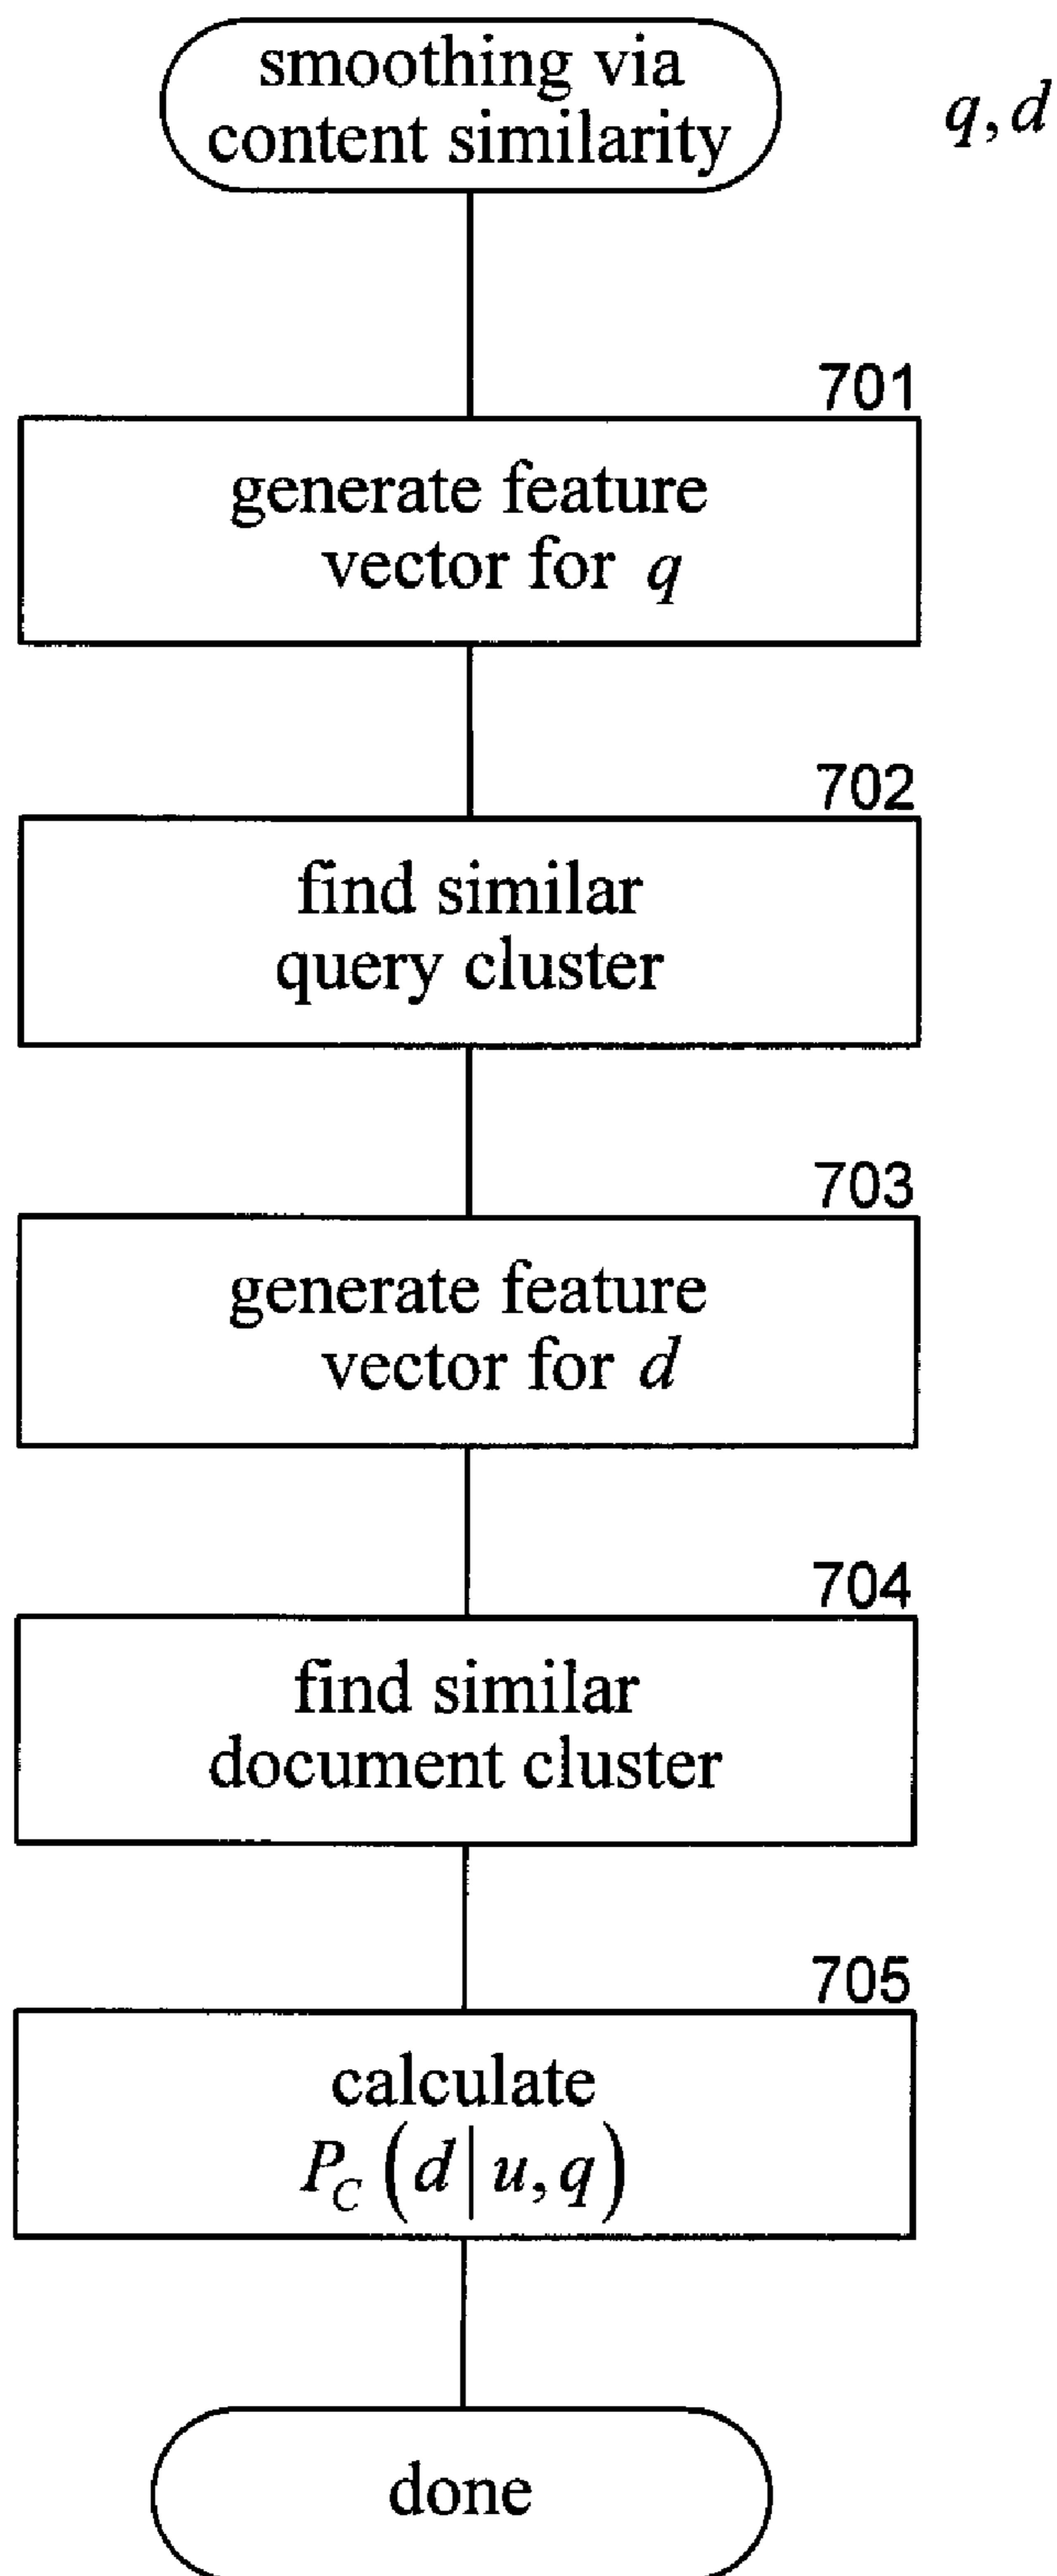 smoothing via
content similarity
q, d
701
generate feature
vector for q
702
find similar
query cluster
703
generate feature
vector for d
704
find similar
document cluster
705
calculate
P_C (d | u, q)
done